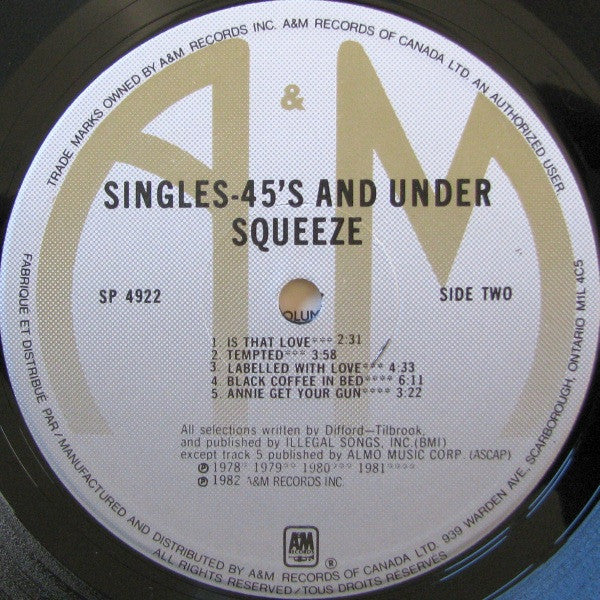 TRADE MARKS OWNED BY A&M RECORDS INC. A&M RECORDS OF CANADA LTD. AN AUTHORIZED USER
A & M
SINGLES-45'S AND UNDER
SQUEEZE
SP 4922
SIDE TWO
OLUM
1. IS THAT LOVE*** 2:31
2. TEMPTED*** 3:58
3. LABELLED WITH LOVE*** 4:33
4. BLACK COFFEE IN BED**** 6:11
5. ANNIE GET YOUR GUN**** 3:22
All selections written by Difford—Tilbrook,
and published by ILLEGAL SONGS, INC.(BMI)
except track 5 published by ALMO MUSIC CORP. (ASCAP)
℗ 1978* 1979** 1980*** 1981****
© 1982 A&M RECORDS INC.
A&M
®
FABRIQUÉ ET DISTRIBUÉ PAR/MANUFACTURED AND DISTRIBUTED BY A&M RECORDS OF CANADA LTD. 939 WARDEN AVE, SCARBOROUGH, ONTARIO M1L 4C5
ALL RIGHTS RESERVED/TOUS DROITS RESERVES